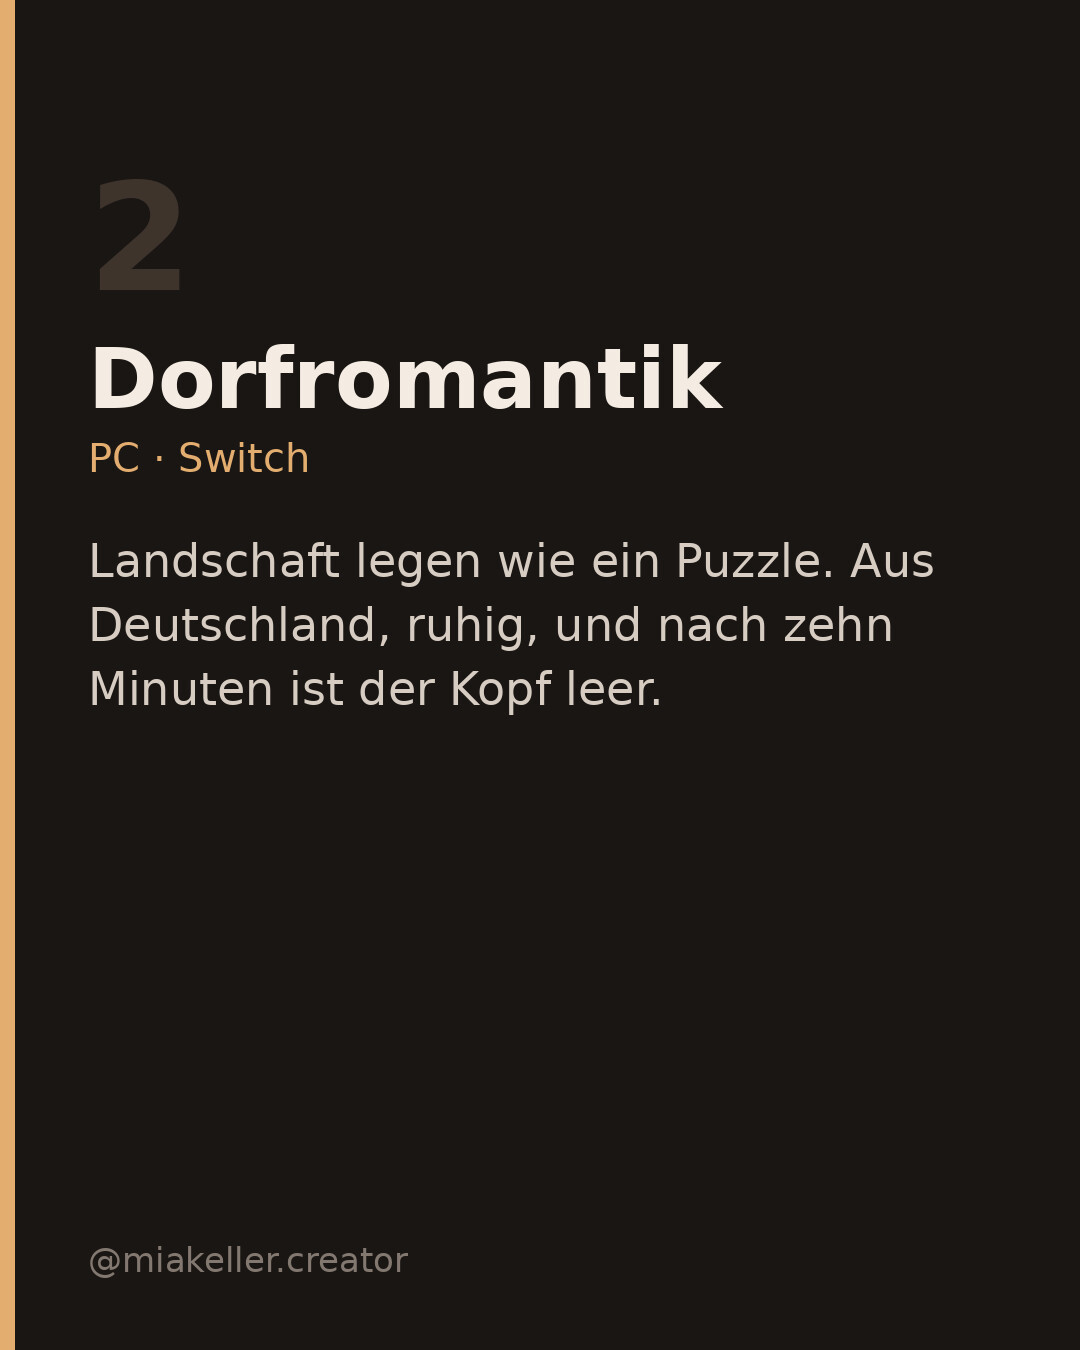 2
Dorfromantik
PC · Switch
Landschaft legen wie ein Puzzle. Aus
Deutschland, ruhig, und nach zehn
Minuten ist der Kopf leer.
@miakeller.creator